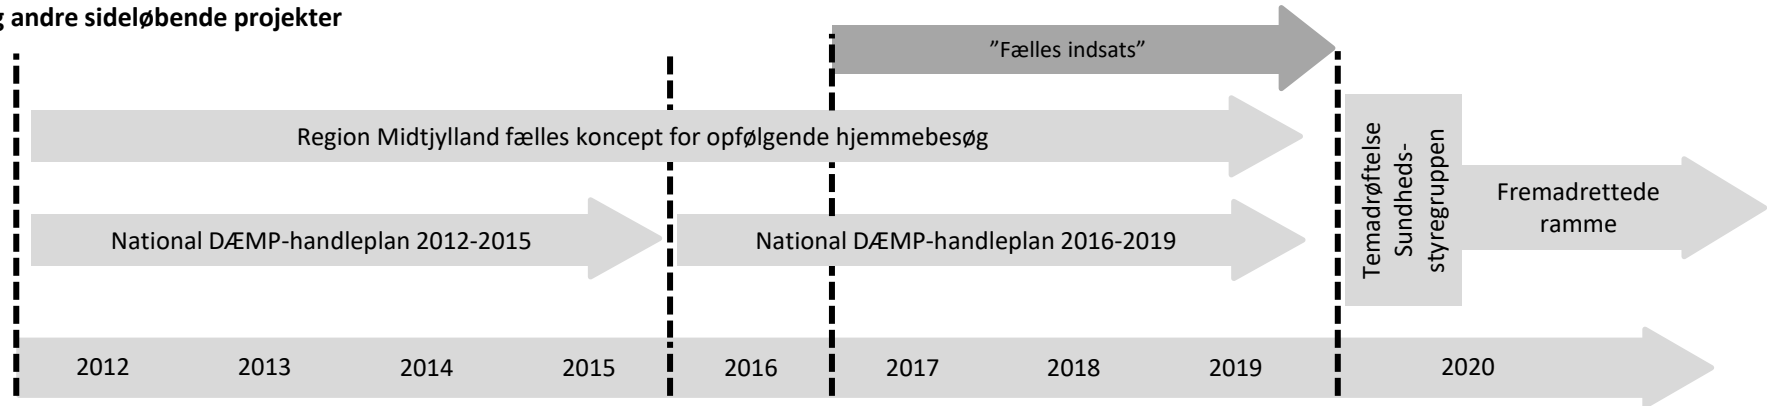 g andre sideløbende projekter
”Fælles indsats”
Region Midtjylland fælles koncept for opfølgende hjemmebesøg
National DÆMP-handleplan 2012-2015
National DÆMP-handleplan 2016-2019
Temadrøftelse
Sundheds-
styregruppen
Fremadrettede
ramme
2012 2013 2014 2015 2016 2017 2018 2019 2020